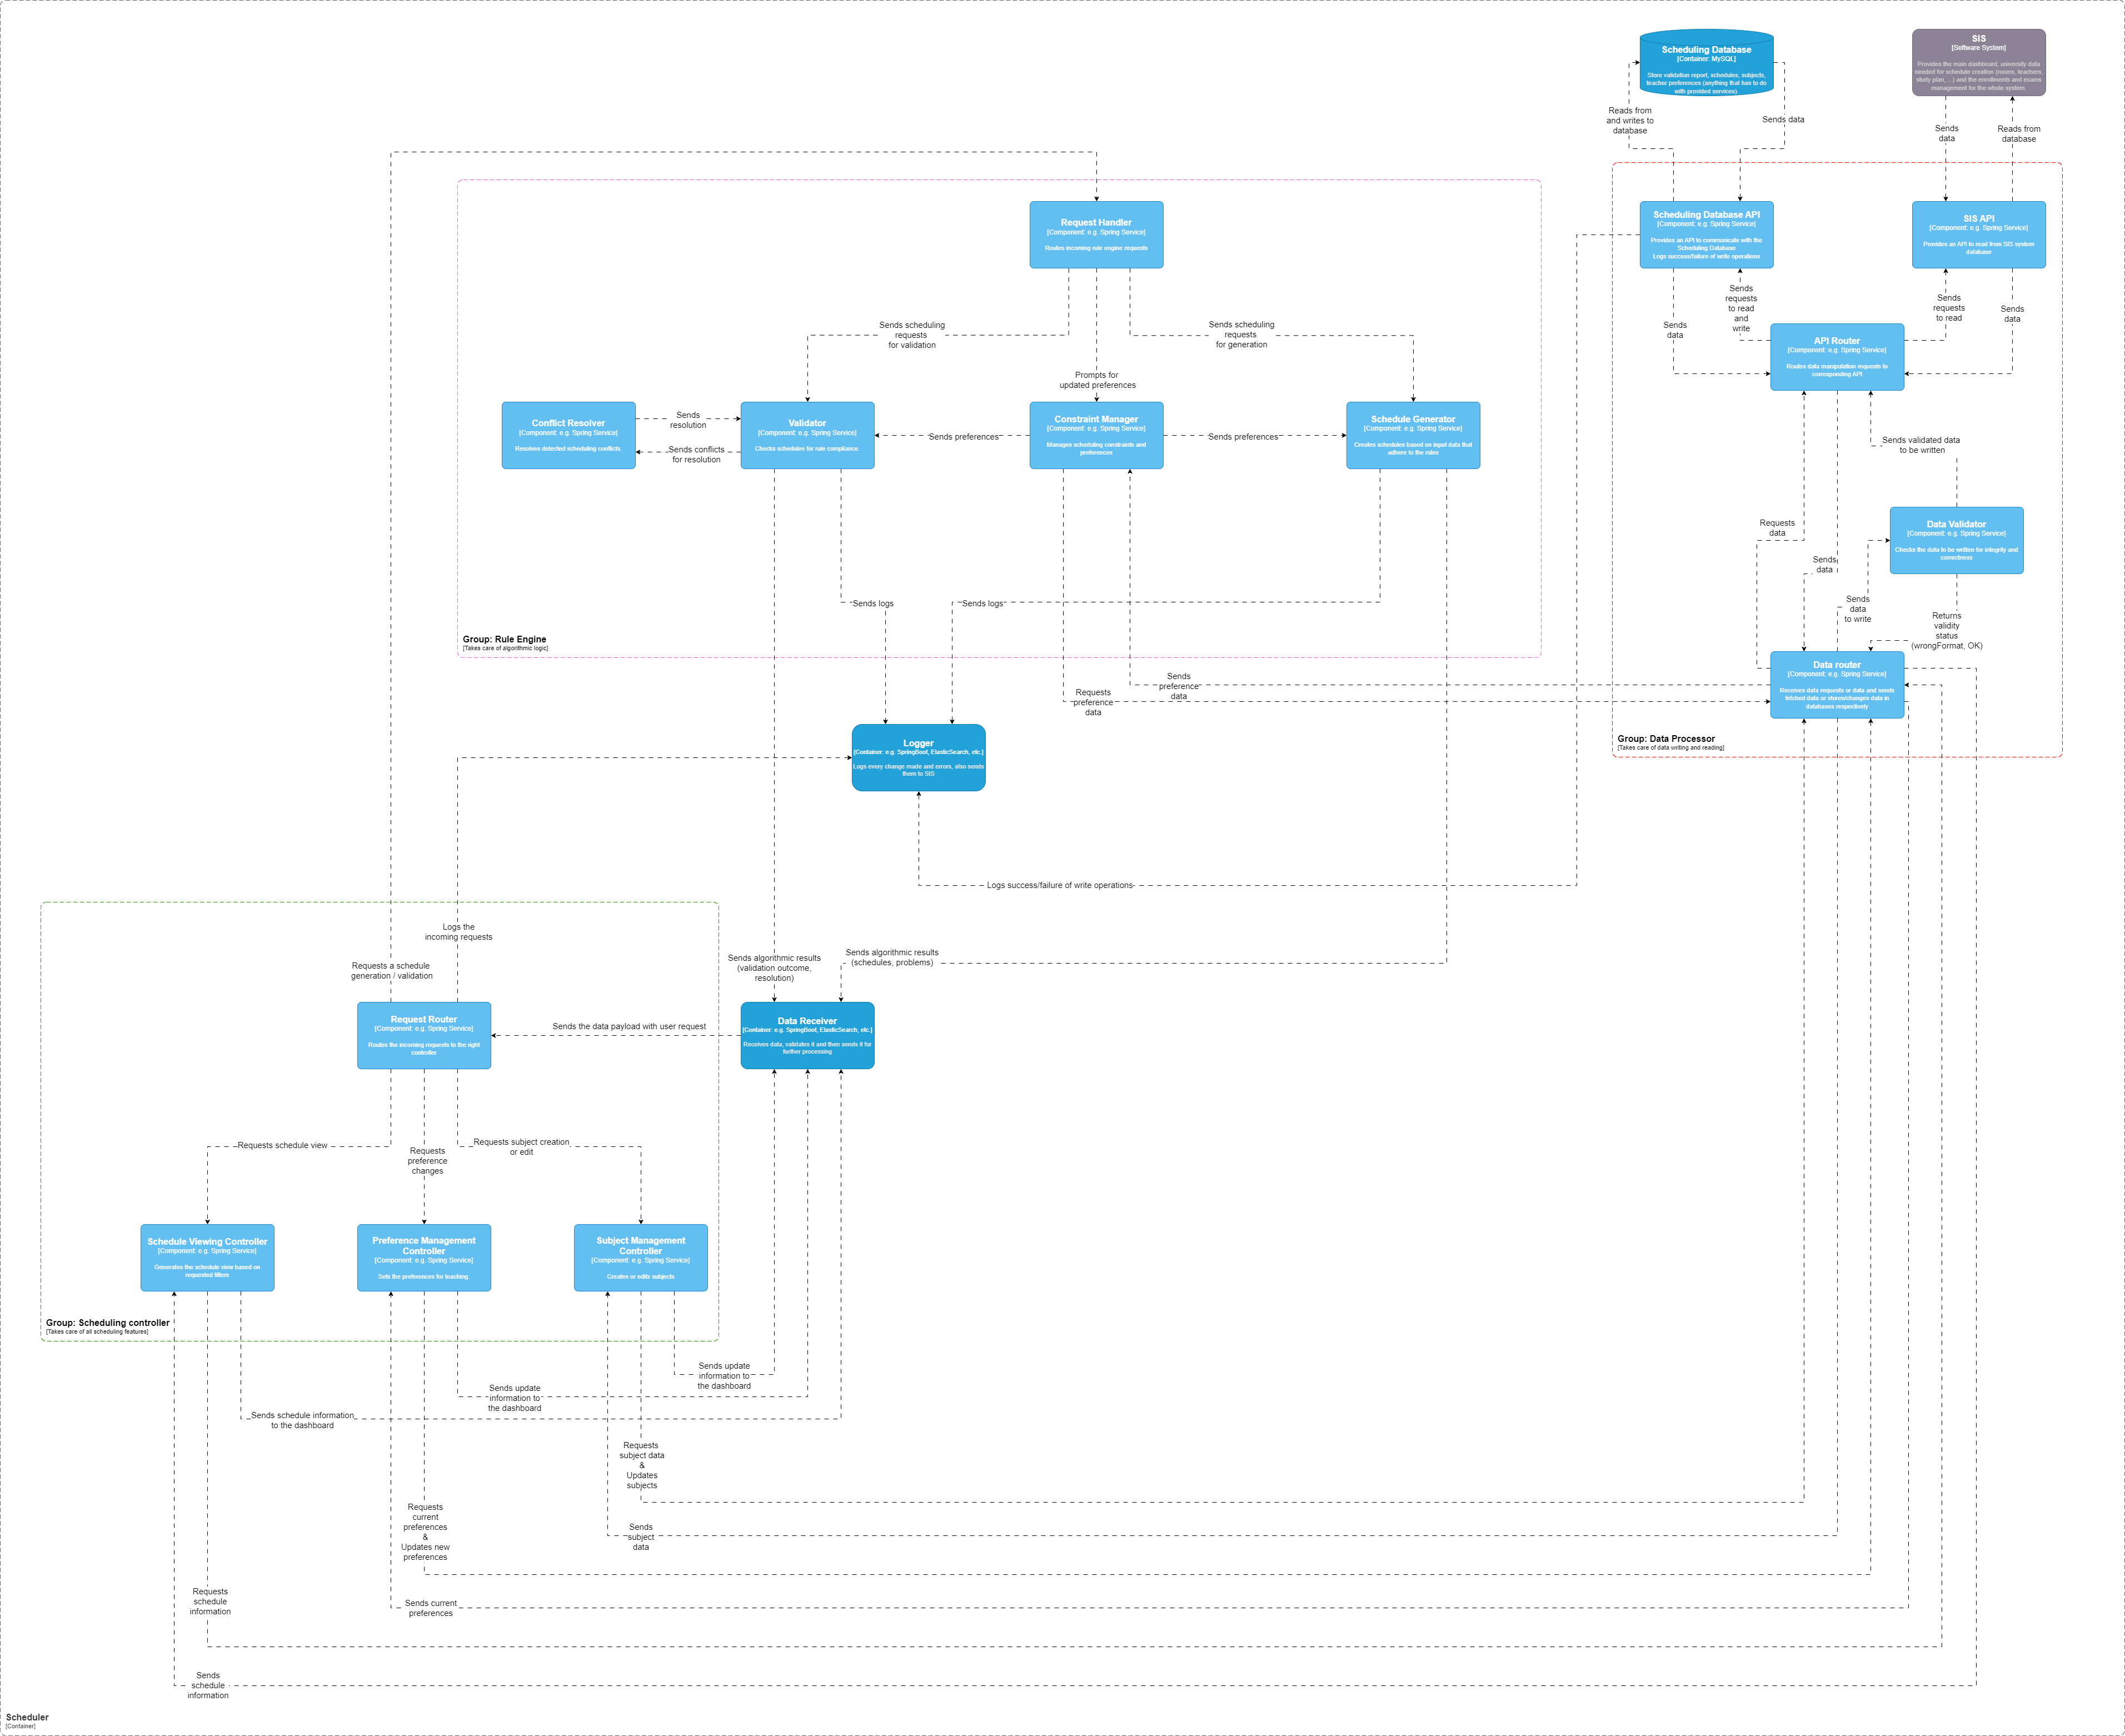 Scheduling Database
[Container: MySQL]
Store validation report, schedules, subjects,
teacher preferences (anything that has to do
with provided services).
SIS
[Software System]
Provides the main dashboard, university data
needed for schedule creation (rooms, teachers,
study plan, ...) and the enrollments and exams
management for the whole system.
Reads from
and writes to
database
Sends data
Sends
data
Reads from
database
Request Handler
[Component: e.g. Spring Service]
Routes incoming rule engine requests
Scheduling Database API
[Component: e.g. Spring Service]
Provides an API to communicate with the
Scheduling Database
Logs success/failure of write operations
SIS API
[Component: e.g. Spring Service]
Provides an API to read from SIS system
database
Sends scheduling
requests
for validation
Sends scheduling
requests
for generation
Prompts for
updated preferences
Sends
data
Sends
requests
to read
and
write
Sends
requests
to read
Sends
data
API Router
[Component: e.g. Spring Service]
Routes data manipulation requests to
corresponding API
Conflict Resolver
[Component: e.g. Spring Service]
Resolves detected scheduling conflicts.
Sends
resolution
Sends conflicts
for resolution
Validator
[Component: e.g. Spring Service]
Checks schedules for rule compliance.
Sends preferences
Constraint Manager
[Component: e.g. Spring Service]
Manages scheduling constraints and
preferences
Sends preferences
Schedule Generator
[Component: e.g. Spring Service]
Creates schedules based on input data that
adhere to the rules
Sends validated data
to be written
Requests
data
Data Validator
[Component: e.g. Spring Service]
Checks the data to be written for integrity and
correctness
Sends
data
Sends
data
to write
Returns
validity
status
(wrongFormat, OK)
Sends logs
Sends logs
Group: Rule Engine
[Takes care of algorithmic logic]
Data router
[Component: e.g. Spring Service]
Receives data requests or data and sends
fetched data or stores/changes data in
databases respectively
Sends
preference
data
Requests
preference
data
Group: Data Processor
[Takes care of data writing and reading]
Logger
[Container: e.g. SpringBoot, ElasticSearch, etc.]
Logs every change made and errors, also sends
them to SIS
Logs success/failure of write operations
Logs the
incoming requests
Requests a schedule
generation / validation
Sends algorithmic results
(validation outcome,
resolution)
Sends algorithmic results
(schedules, problems)
Request Router
[Component: e.g. Spring Service]
Routes the incoming requests to the right
controller
Sends the data payload with user request
Data Receiver
[Container: e.g. SpringBoot, ElasticSearch, etc.]
Receives data, validates it and then sends it for
further processing
Requests schedule view
Requests
preference
changes
Requests subject creation
or edit
Schedule Viewing Controller
[Component: e.g. Spring Service]
Generates the schedule view based on
requested filters
Preference Management
Controller
[Component: e.g. Spring Service]
Sets the preferences for teaching.
Subject Management
Controller
[Component: e.g. Spring Service]
Creates or edits subjects
Group: Scheduling controller
[Takes care of all scheduling features]
Sends update
information to
the dashboard
Sends update
information to
the dashboard
Sends schedule information
to the dashboard
Requests
subject data
&
Updates
subjects
Requests
current
preferences
&
Updates new
preferences
Sends
subject
data
Requests
schedule
information
Sends current
preferences
Sends
schedule
information
Scheduler
[Container]